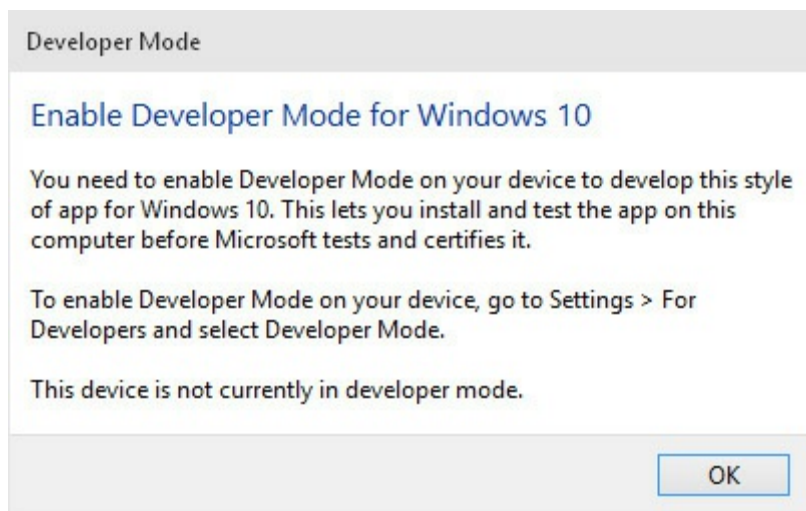 Developer Mode
Enable Developer Mode for Windows 10
You need to enable Developer Mode on your device to develop this style
of app for Windows 10. This lets you install and test the app on this
computer before Microsoft tests and certifies it.
To enable Developer Mode on your device, go to Settings > For
Developers and select Developer Mode.
This device is not currently in developer mode.
OK